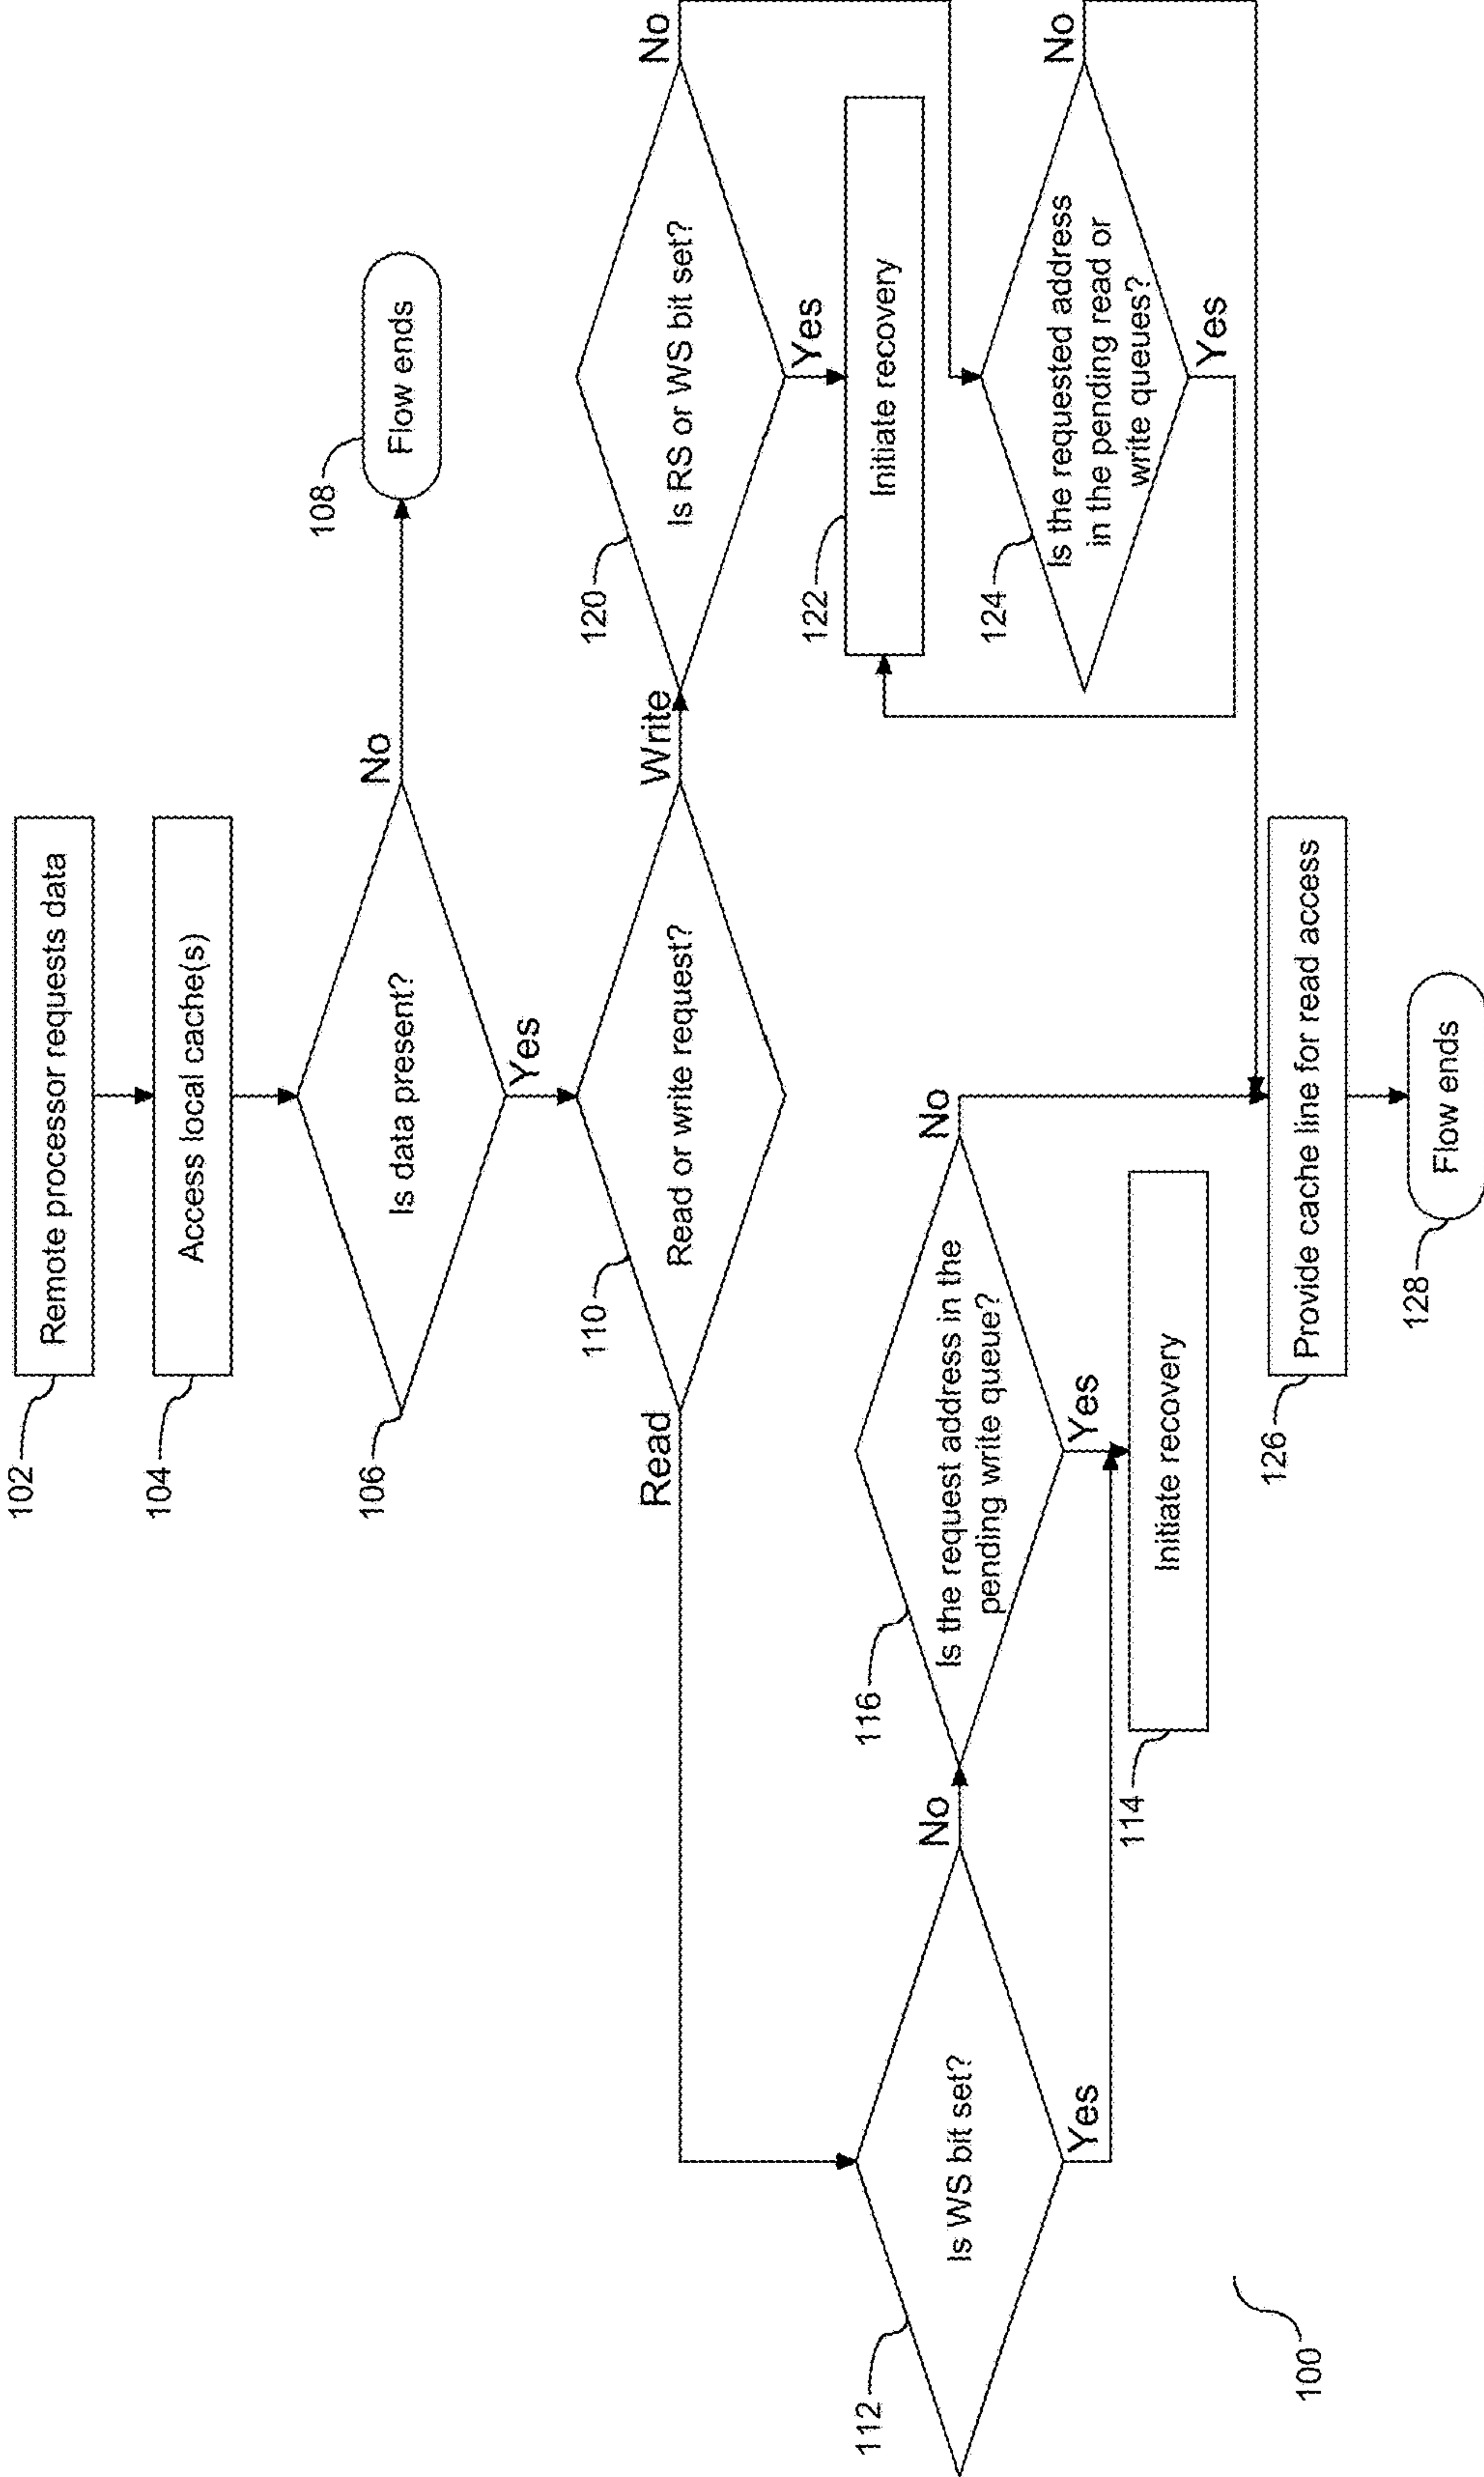 102
Remote processor requests data
104
Access local cache(s)
106
Is data present?
No
108
Flow ends
Yes
110
Read or write request?
Read
Write
120
Is RS or WS bit set?
No
Yes
122
Initiate recovery
112
Is WS bit set?
No
Yes
116
Is the request address in the
pending write queue?
No
Yes
114
Initiate recovery
124
Is the requested address
in the pending read or
write queues?
No
Yes
126
Provide cache line for read access
128
Flow ends
100